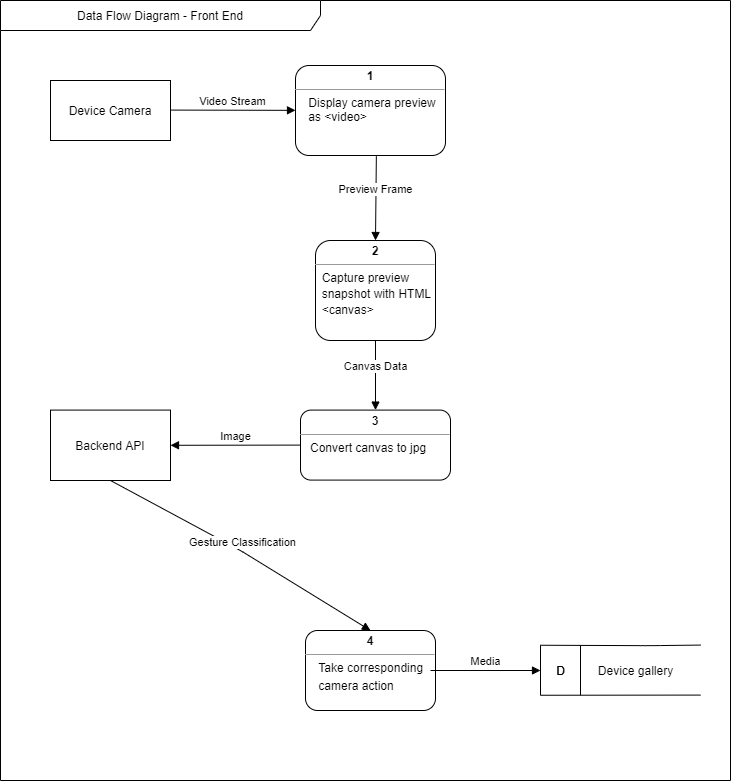 Data Flow Diagram - Front End
1
Device Camera
Video Stream
Display camera preview
as <video>
Preview Frame
2
Capture preview
snapshot with HTML
<canvas>
Canvas Data
3
Backend API
Image
Convert canvas to jpg
Gesture Classification
4
Take corresponding
camera action
Media
D
Device gallery